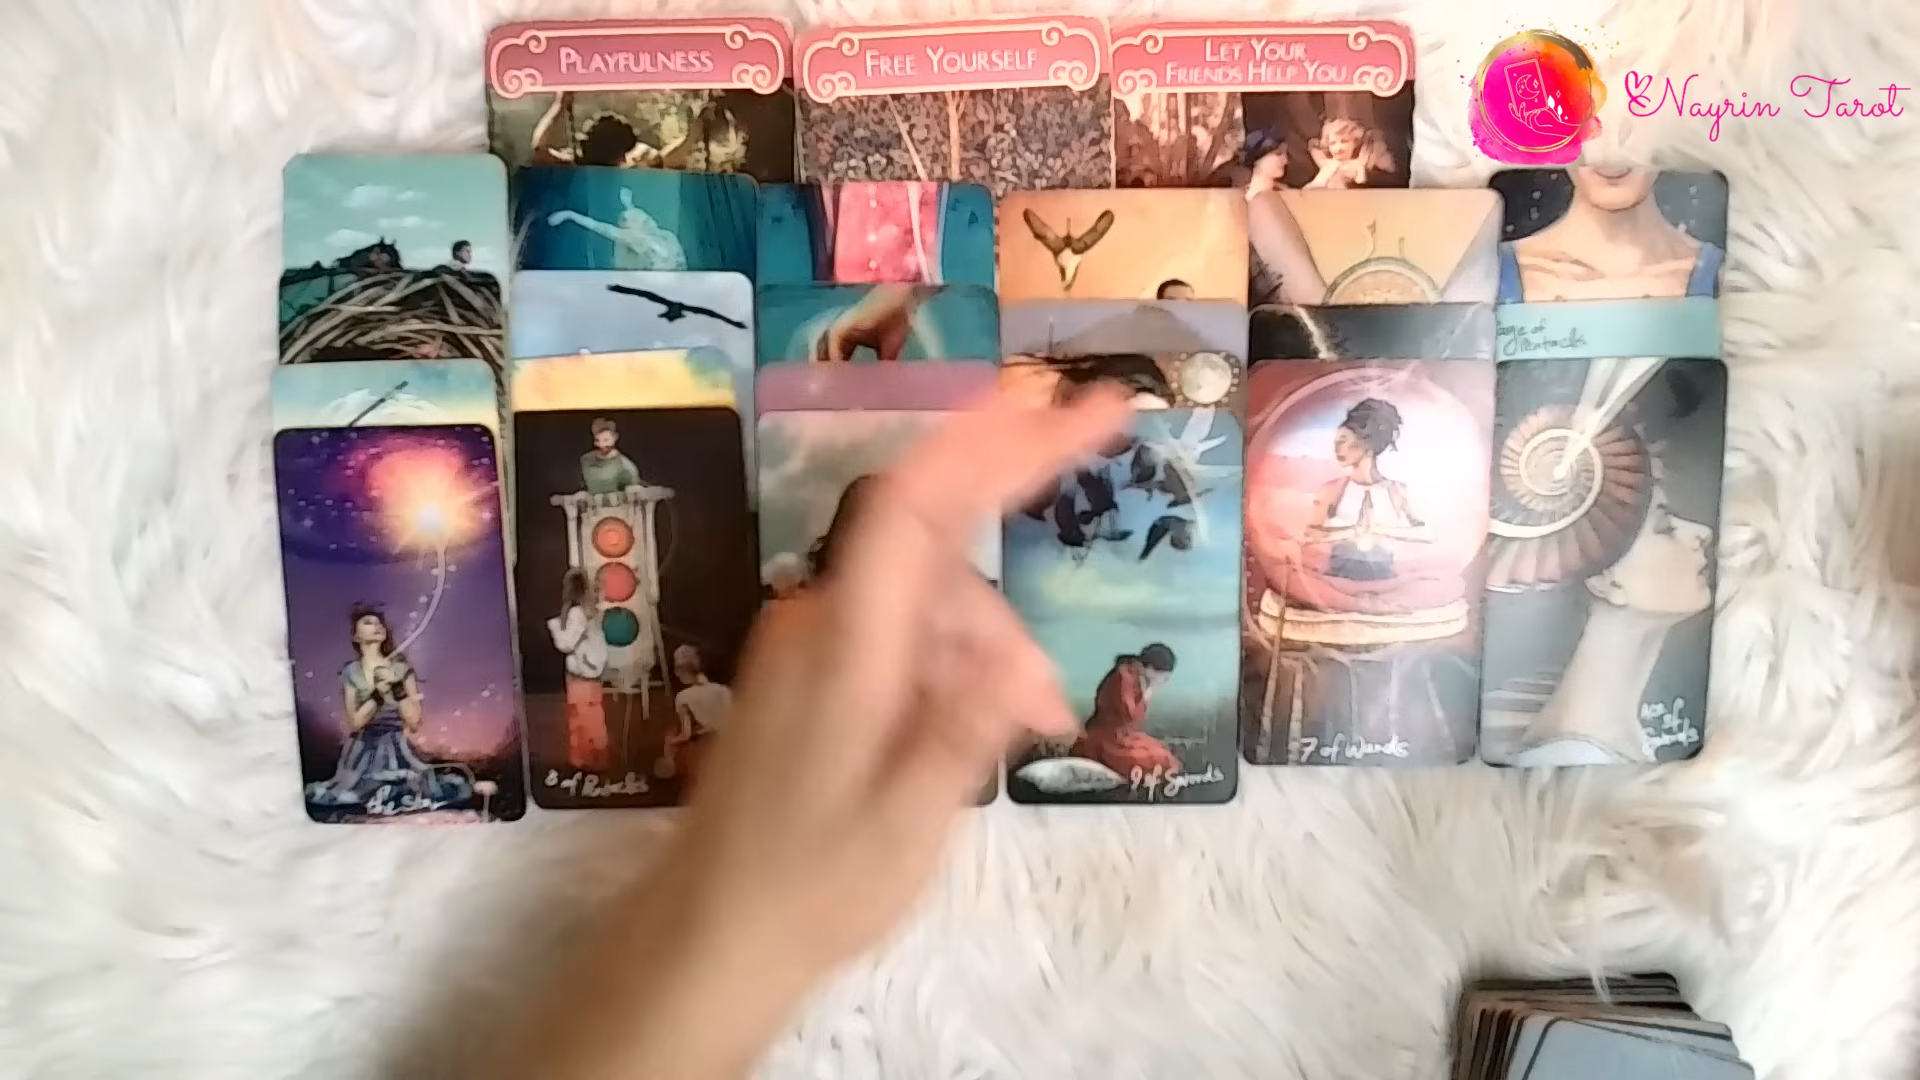 PLAYFULNESS
FREE YOURSELF
LET YOUR
FRIENDS HELP YOU
Nayrin Tarot
Page of
Pentacles
the Star
8 of Pentacles
9 of Swords
7 of Wands
Ace
of
Swords